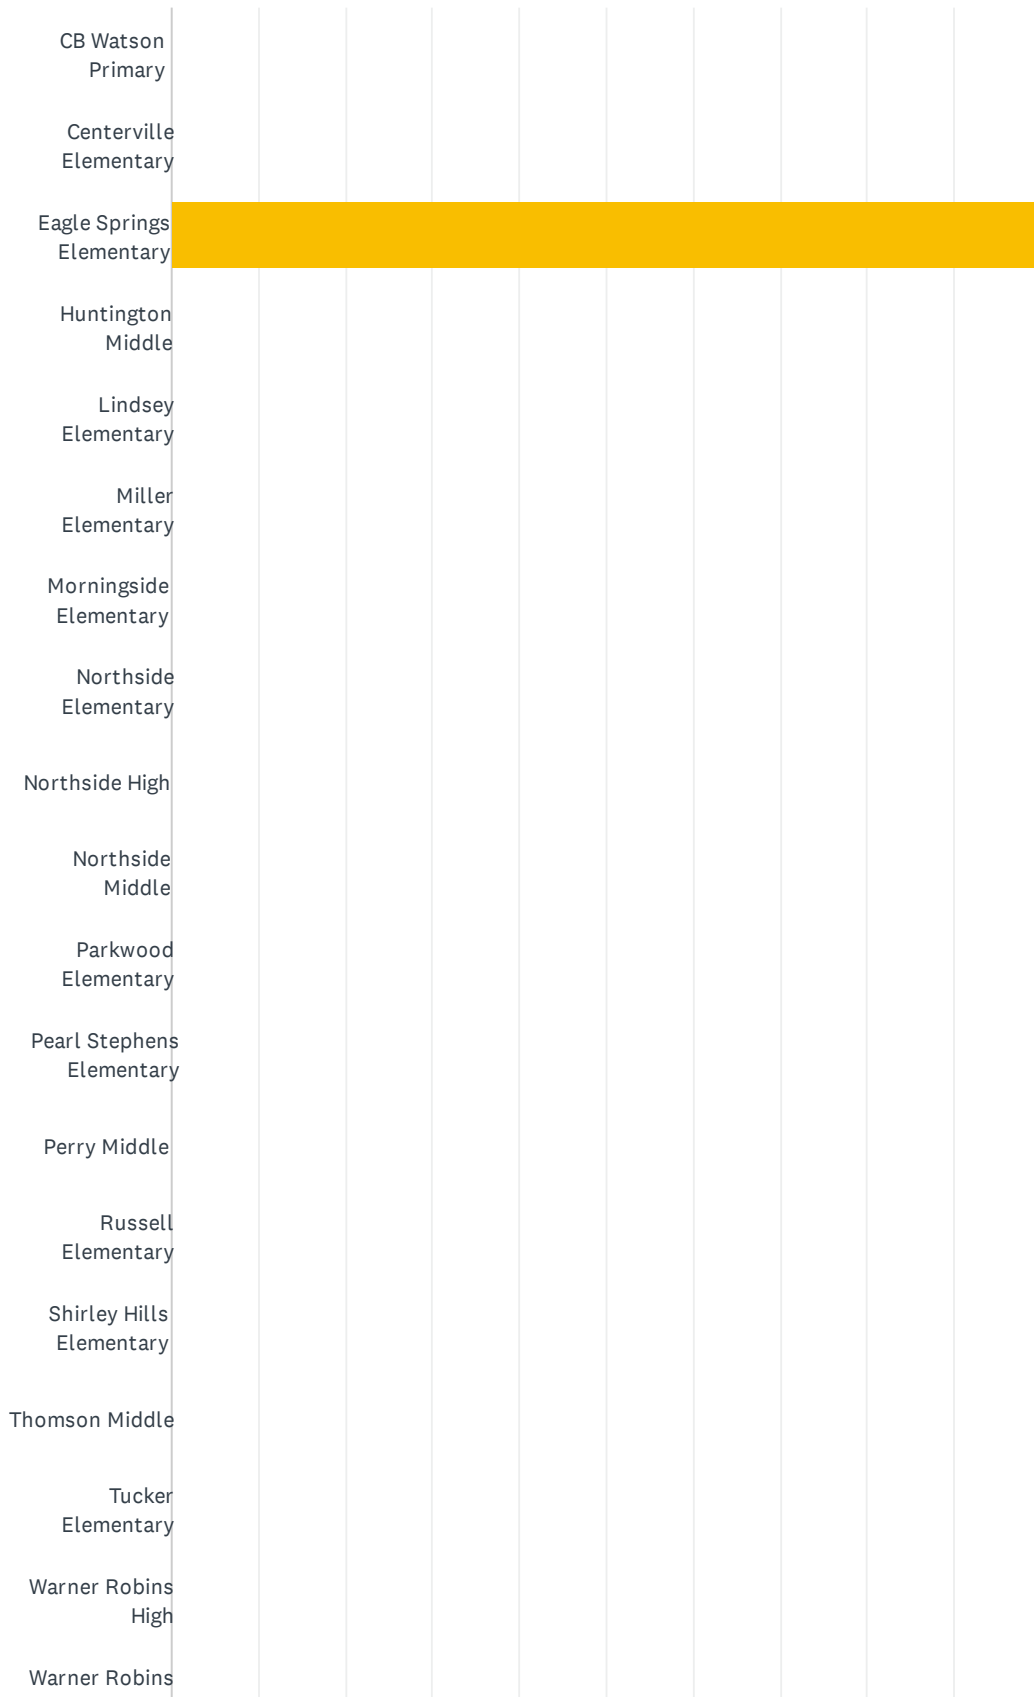 CB Watson
Primary
Centerville
Elementary
Eagle Springs
Elementary
Huntington
Middle
Lindsey
Elementary
Miller
Elementary
Morningside
Elementary
Northside
Elementary
Northside High
Northside
Middle
Parkwood
Elementary
Pearl Stephens
Elementary
Perry Middle
Russell
Elementary
Shirley Hills
Elementary
Thomson Middle
Tucker
Elementary
Warner Robins
High
Warner Robins